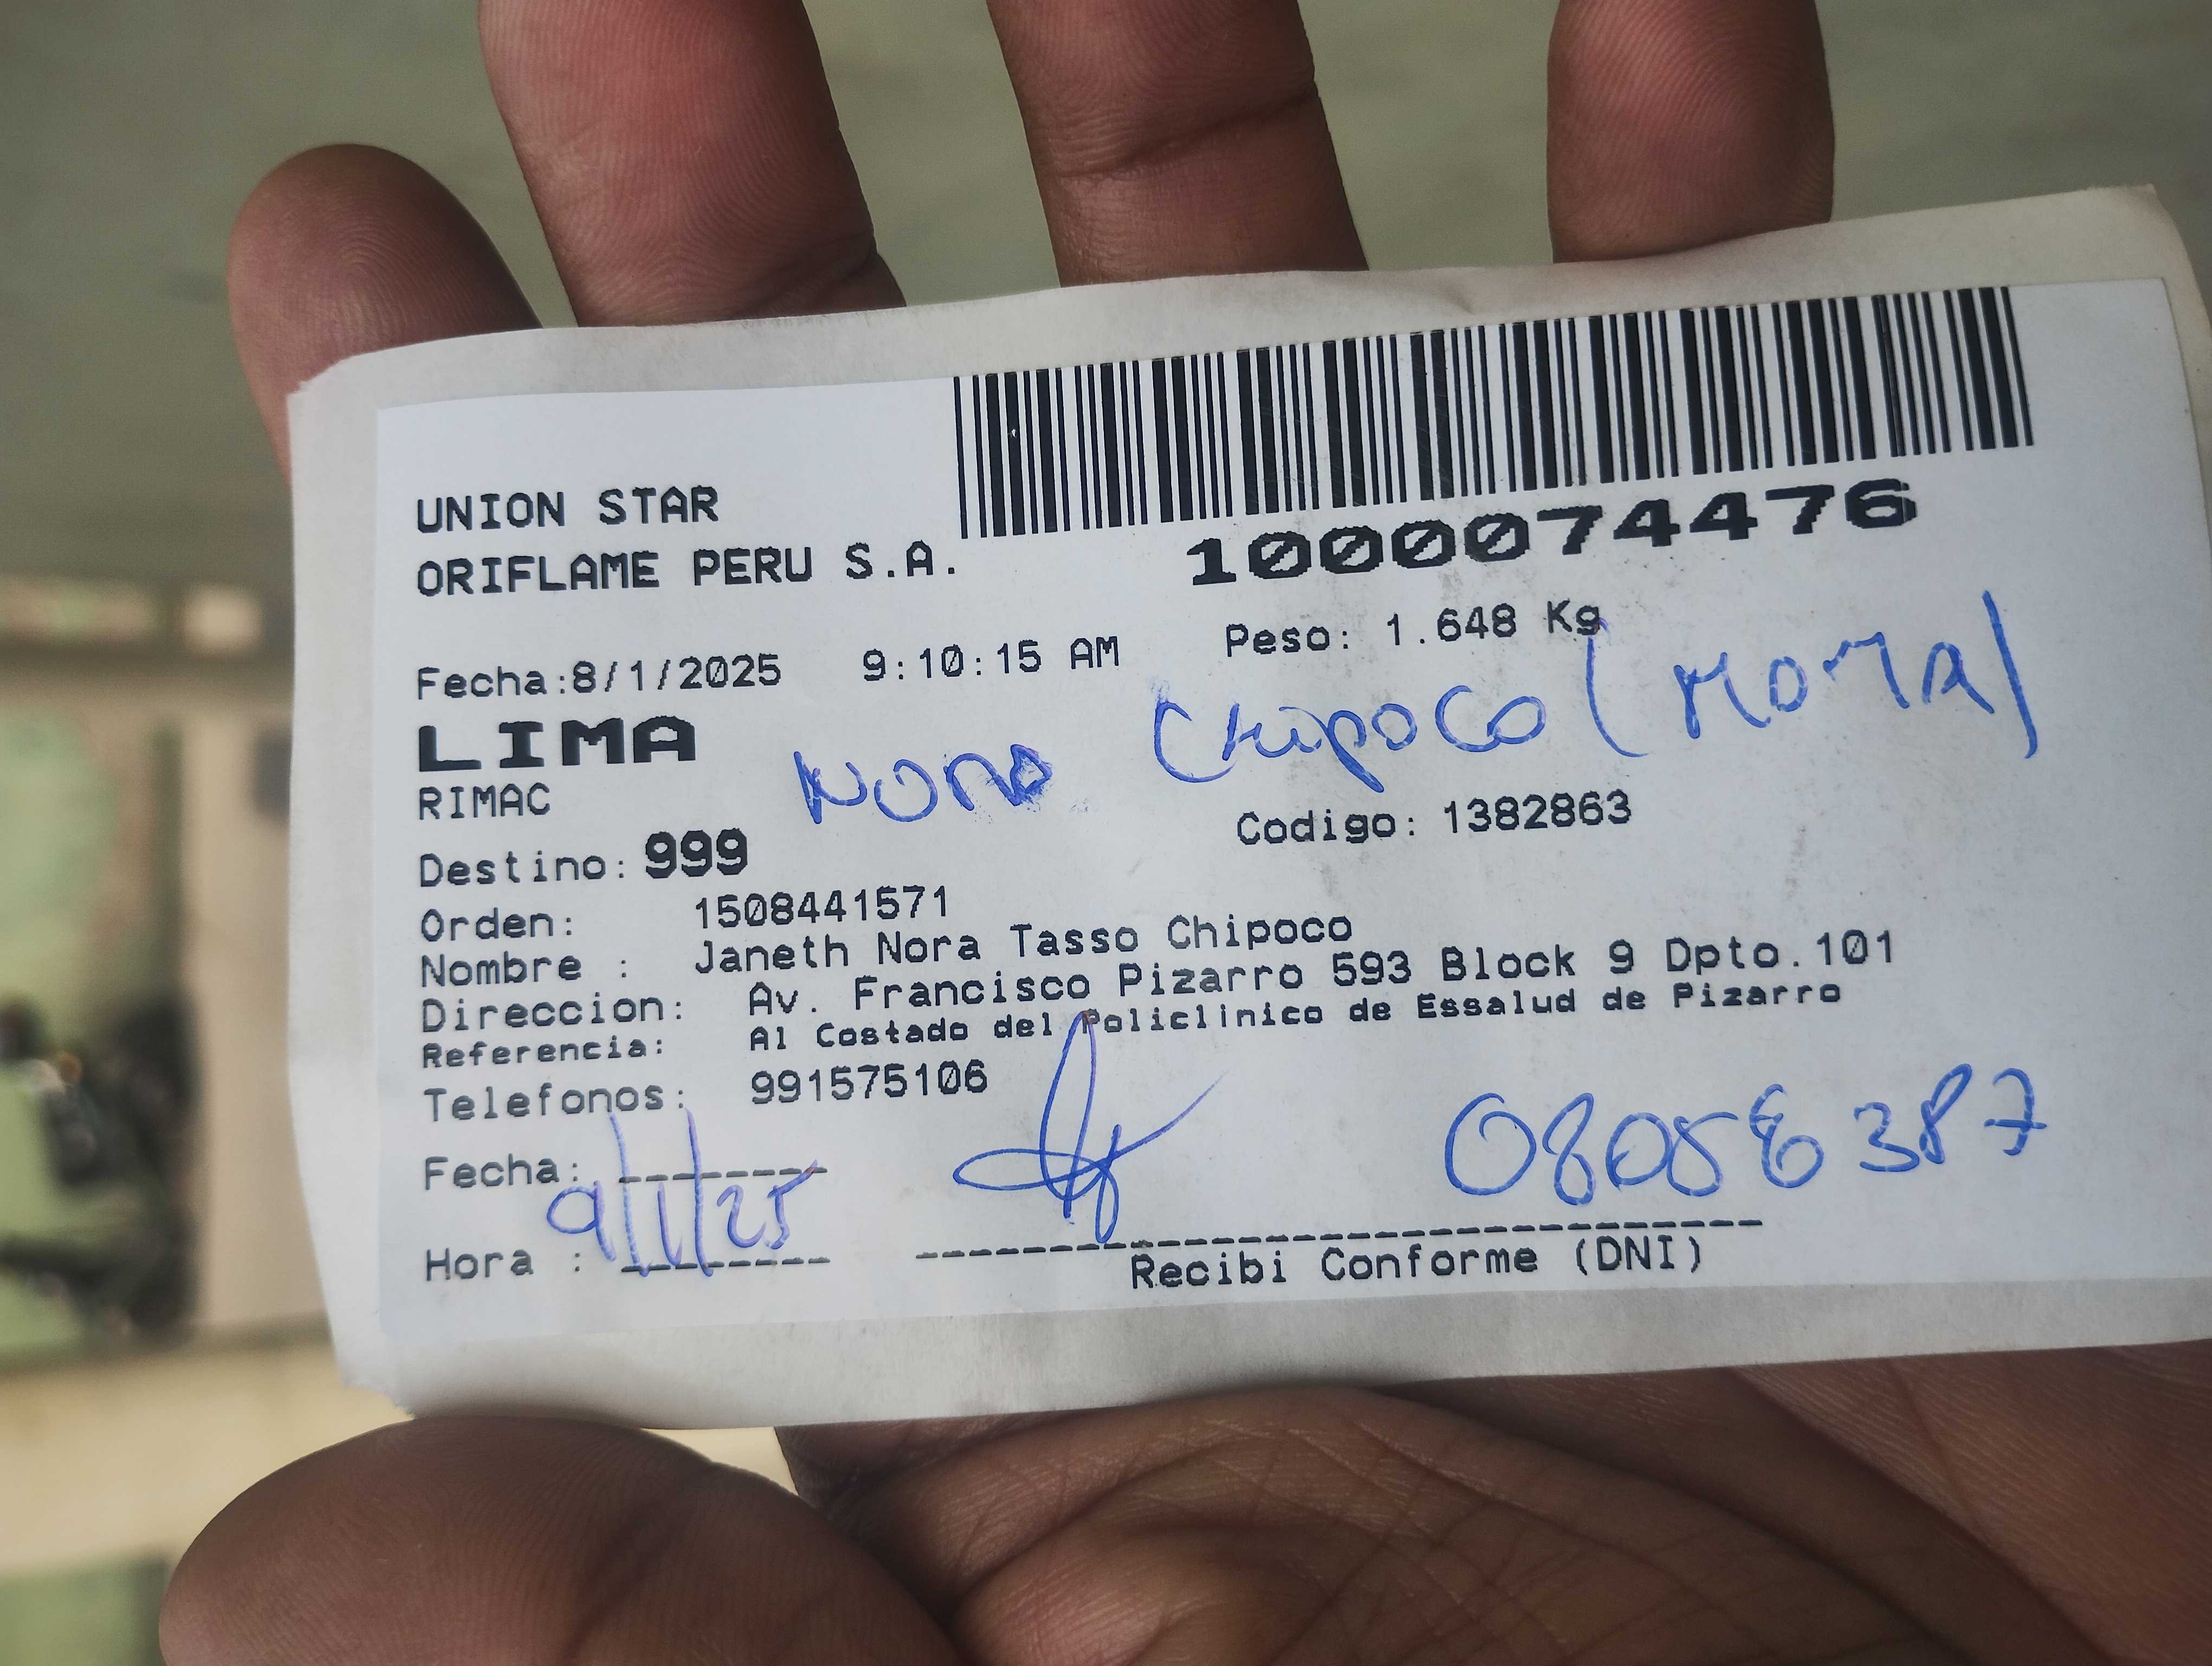 UNION STAR
ORIFLAME PERU S.A.
1000074476
Fecha:8/1/2025 9:10:15 AM Peso: 1.648 Kg
LIMA
Nora Chipoco (MAMA)
RIMAC
Destino: 999 Codigo: 1382863
Orden: 1508441571
Nombre : Janeth Nora Tasso Chipoco
Direccion: Av. Francisco Pizarro 593 Block 9 Dpto.101
Referencia: Al Costado del Policlinico de Essalud de Pizarro
Telefonos: 991575106
Fecha: 9/1/25
Hora :
Recibi Conforme (DNI)